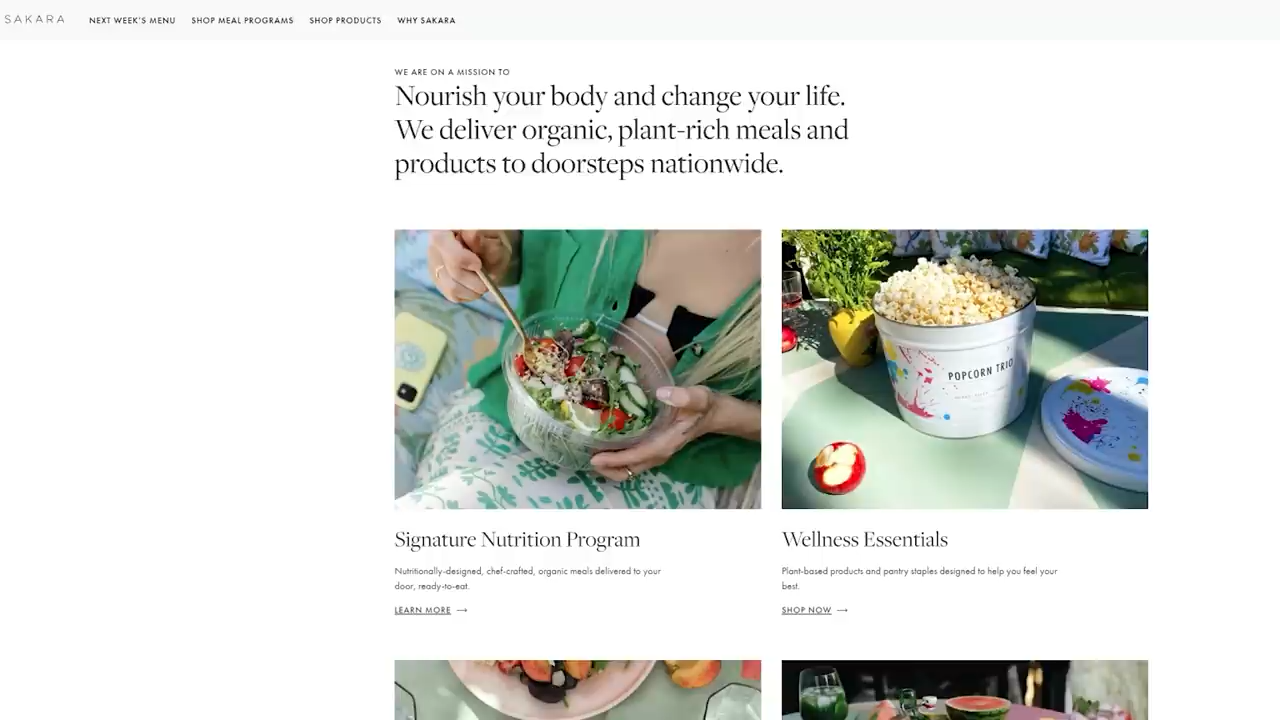 SAKARA
NEXT WEEK'S MENU
SHOP MEAL PROGRAMS
SHOP PRODUCTS
WHY SAKARA
WE ARE ON A MISSION TO
Nourish your body and change your life.
We deliver organic, plant-rich meals and
products to doorsteps nationwide.
POPCORN TRIO
Signature Nutrition Program
Nutritionally-designed, chef-crafted, organic meals delivered to your
door, ready-to-eat.
LEARN MORE →
Wellness Essentials
Plant-based products and pantry staples designed to help you feel your
best.
SHOP NOW →